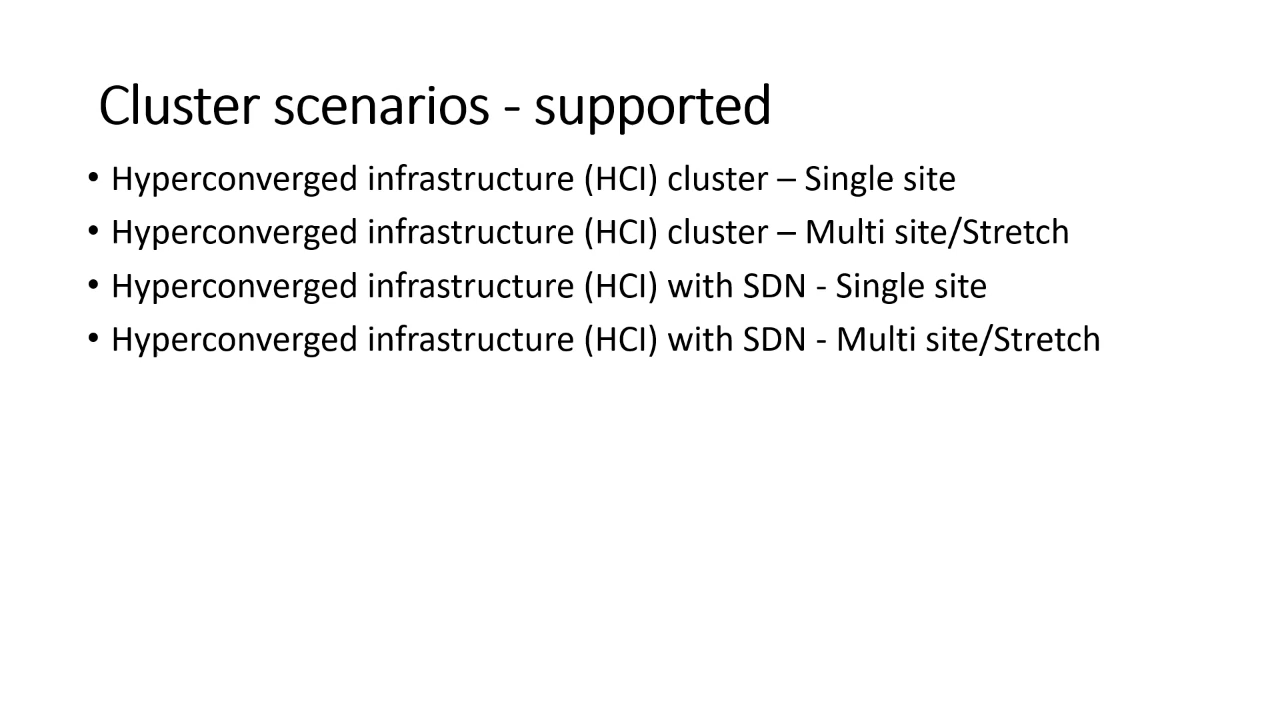 Cluster scenarios - supported
• Hyperconverged infrastructure (HCI) cluster – Single site
• Hyperconverged infrastructure (HCI) cluster – Multi site/Stretch
• Hyperconverged infrastructure (HCI) with SDN - Single site
• Hyperconverged infrastructure (HCI) with SDN - Multi site/Stretch